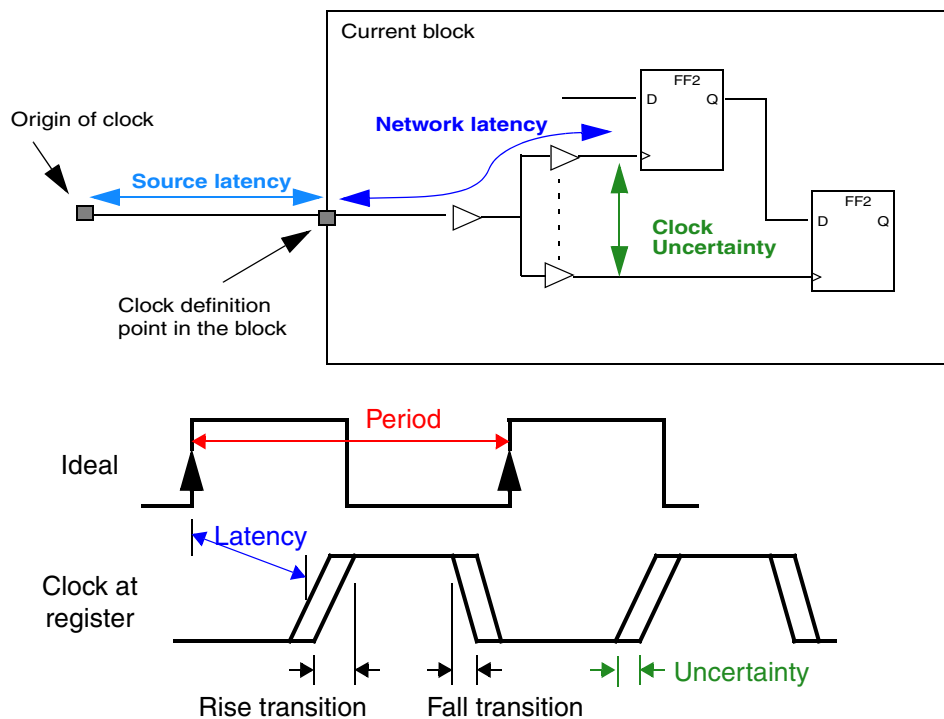 Current block
FF2
D
Q
Origin of clock
Network latency
Source latency
FF2
D
Q
Clock
Uncertainty
Clock definition
point in the block
Period
Ideal
Latency
Clock at
register
Uncertainty
Rise transition
Fall transition